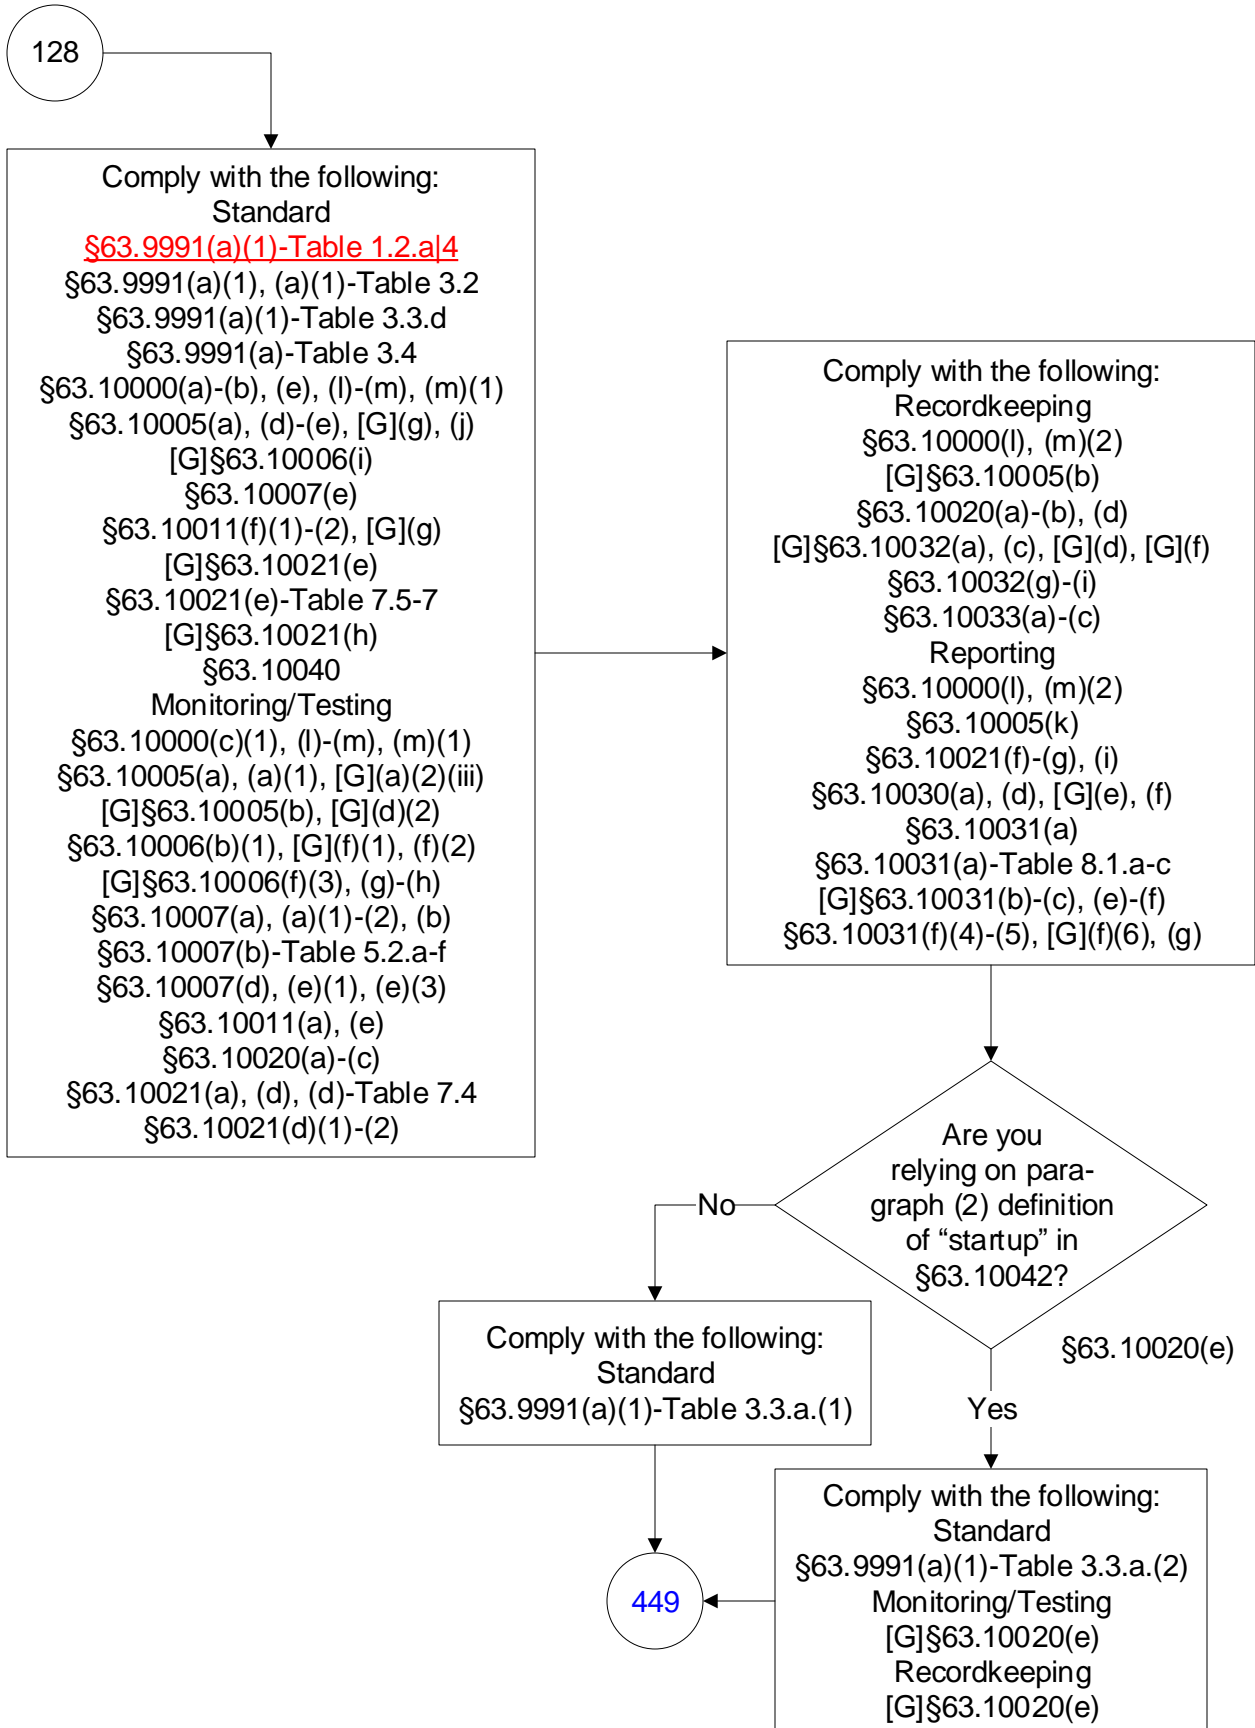 128
Comply with the following:
Standard
§63.9991(a)(1)-Table 1.2.a|4
§63.9991(a)(1), (a)(1)-Table 3.2
§63.9991(a)(1)-Table 3.3.d
§63.9991(a)-Table 3.4
§63.10000(a)-(b), (e), (l)-(m), (m)(1)
§63.10005(a), (d)-(e), [G](g), (j)
[G]§63.10006(i)
§63.10007(e)
§63.10011(f)(1)-(2), [G](g)
[G]§63.10021(e)
§63.10021(e)-Table 7.5-7
[G]§63.10021(h)
§63.10040
Monitoring/Testing
§63.10000(c)(1), (l)-(m), (m)(1)
§63.10005(a), (a)(1), [G](a)(2)(iii)
[G]§63.10005(b), [G](d)(2)
§63.10006(b)(1), [G](f)(1), (f)(2)
[G]§63.10006(f)(3), (g)-(h)
§63.10007(a), (a)(1)-(2), (b)
§63.10007(b)-Table 5.2.a-f
§63.10007(d), (e)(1), (e)(3)
§63.10011(a), (e)
§63.10020(a)-(c)
§63.10021(a), (d), (d)-Table 7.4
§63.10021(d)(1)-(2)
Comply with the following:
Recordkeeping
§63.10000(l), (m)(2)
[G]§63.10005(b)
§63.10020(a)-(b), (d)
[G]§63.10032(a), (c), [G](d), [G](f)
§63.10032(g)-(i)
§63.10033(a)-(c)
Reporting
§63.10000(l), (m)(2)
§63.10005(k)
§63.10021(f)-(g), (i)
§63.10030(a), (d), [G](e), (f)
§63.10031(a)
§63.10031(a)-Table 8.1.a-c
[G]§63.10031(b)-(c), (e)-(f)
§63.10031(f)(4)-(5), [G](f)(6), (g)
Are you
relying on para-
graph (2) definition
of “startup” in
§63.10042?
No
§63.10020(e)
Yes
Comply with the following:
Standard
§63.9991(a)(1)-Table 3.3.a.(1)
Comply with the following:
Standard
§63.9991(a)(1)-Table 3.3.a.(2)
Monitoring/Testing
[G]§63.10020(e)
Recordkeeping
[G]§63.10020(e)
449